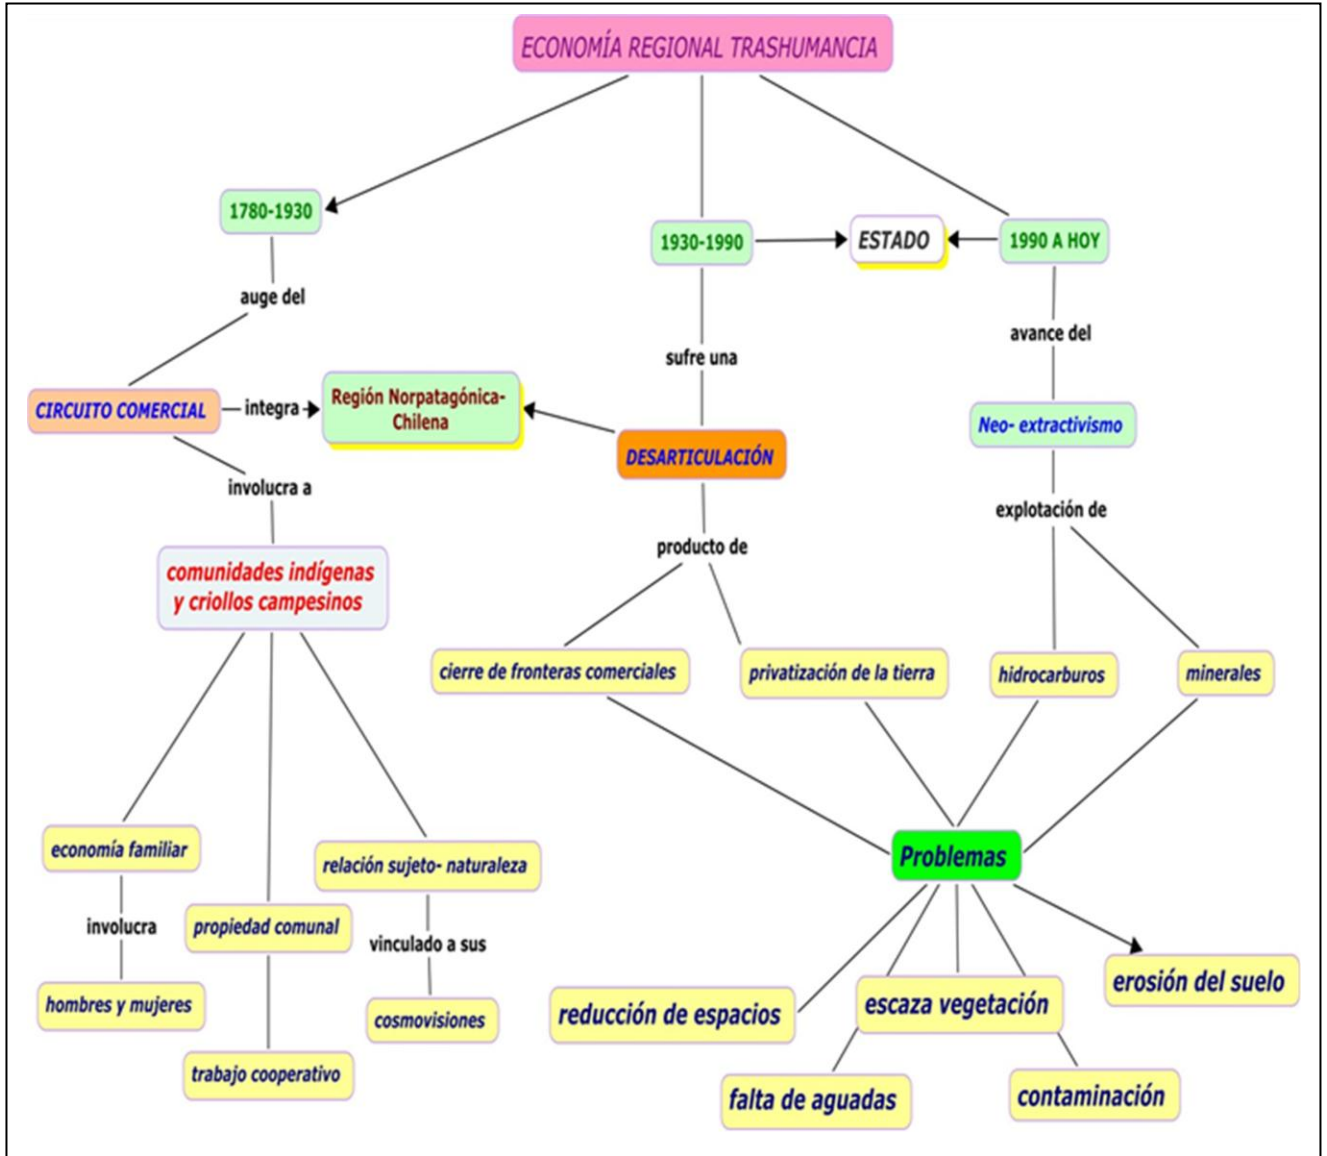 ECONOMÍA REGIONAL TRASHUMANCIA
1780-1930
1930-1990
ESTADO
1990 A HOY
auge del
avance del
sufre una
CIRCUITO COMERCIAL
integra
Región Norpatagónica-
Chilena
Neo- extractivismo
DESARTICULACIÓN
involucra a
explotación de
producto de
comunidades indígenas
y criollos campesinos
cierre de fronteras comerciales
privatización de la tierra
hidrocarburos
minerales
economía familiar
relación sujeto- naturaleza
Problemas
involucra
propiedad comunal
vinculado a sus
hombres y mujeres
cosmovisiones
trabajo cooperativo
reducción de espacios
escaza vegetación
erosión del suelo
falta de aguadas
contaminación